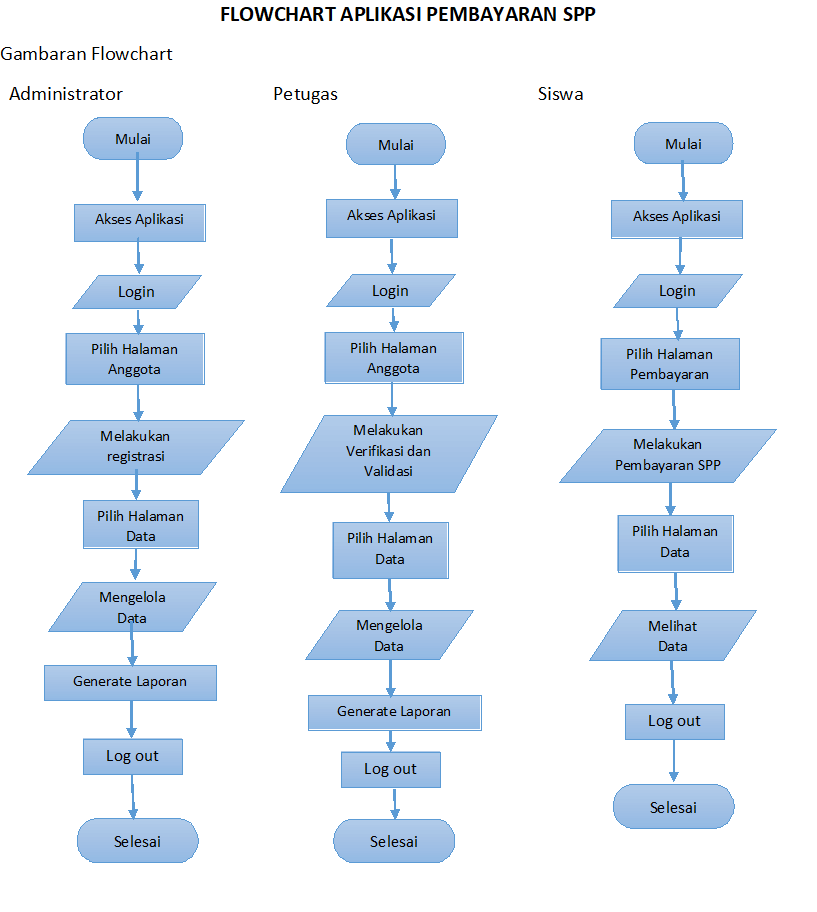 FLOWCHART APLIKASI PEMBAYARAN SPP
Gambaran Flowchart
Administrator
Mulai
Akses Aplikasi
Login
Pilih Halaman
Anggota
Melakukan
registrasi
Pilih Halaman
Data
Mengelola
Data
Generate Laporan
Log out
Selesai
Petugas
Mulai
Akses Aplikasi
Login
Pilih Halaman
Anggota
Melakukan
Verifikasi dan
Validasi
Pilih Halaman
Data
Mengelola
Data
Generate Laporan
Log out
Selesai
Siswa
Mulai
Akses Aplikasi
Login
Pilih Halaman
Pembayaran
Melakukan
Pembayaran SPP
Pilih Halaman
Data
Melihat
Data
Log out
Selesai